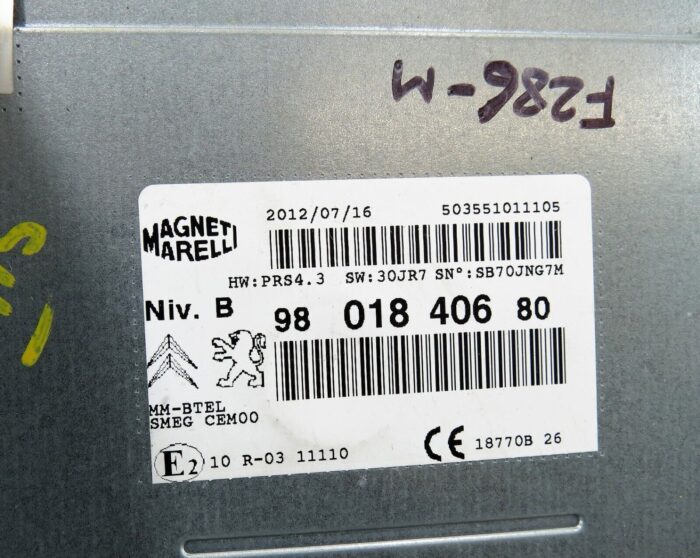 F286-M
MAGNETI
MARELLI
2012/07/16 503551011105
HW:PRS4.3 SW:30JR7 SN°:SB70JNG7M
Niv. B 98 018 406 80
MM-BTEL
SMEG CEM00
E2 10 R-03 11110 CE 18770B 26